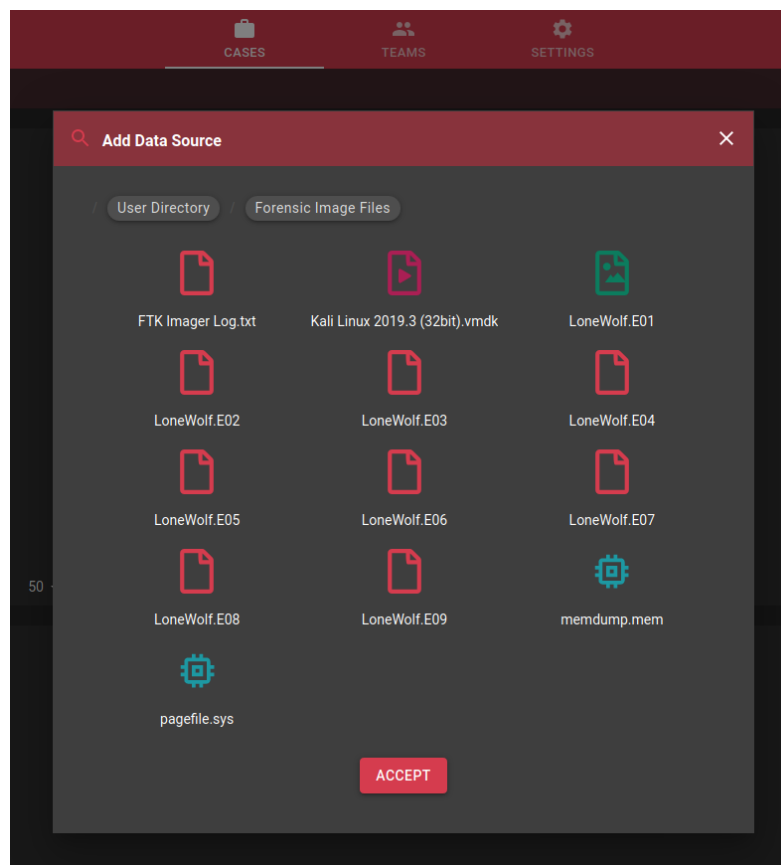 CASES TEAMS SETTINGS
Add Data Source
/ User Directory / Forensic Image Files
FTK Imager Log.txt Kali Linux 2019.3 (32bit).vmdk LoneWolf.E01
LoneWolf.E02 LoneWolf.E03 LoneWolf.E04
LoneWolf.E05 LoneWolf.E06 LoneWolf.E07
50
LoneWolf.E08 LoneWolf.E09 memdump.mem
pagefile.sys
ACCEPT